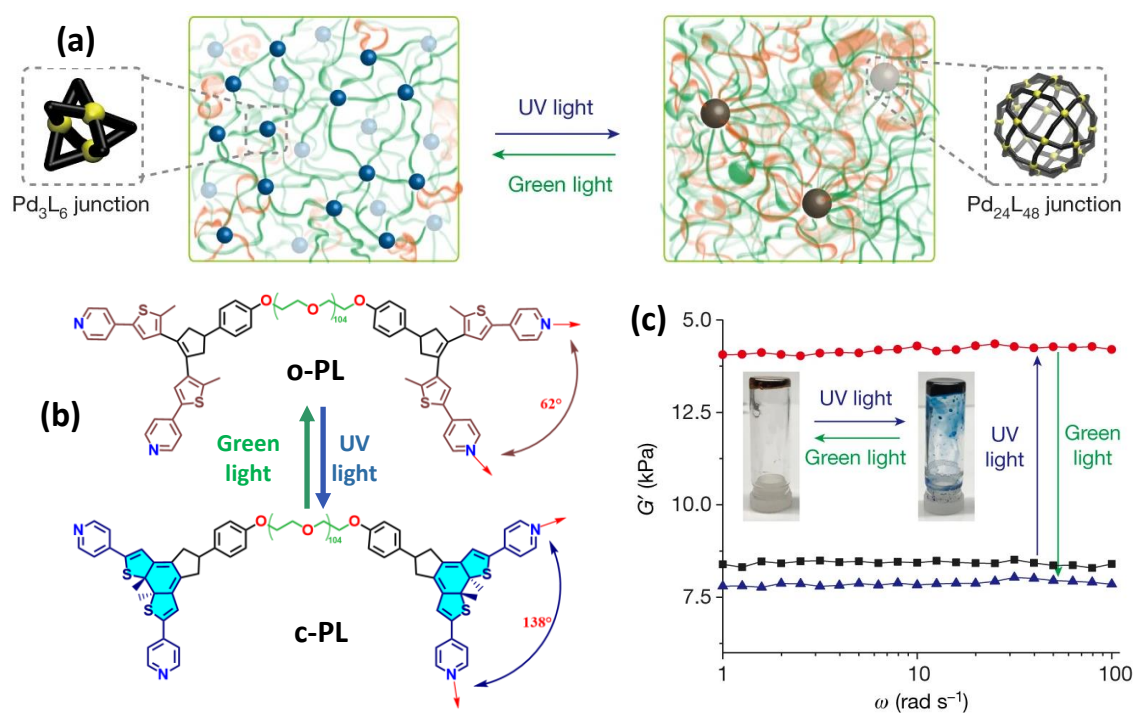 (a)
UV light
Green light
Pd₃L₆ junction
Pd₂₄L₄₈ junction
(b)
N
S
O
O
104
O
S
N
o-PL
S
N
S
N
62°
Green
light
UV
light
N
O
O
104
O
N
S
S
S
S
c-PL
138°
N
N
(c)
5.0
12.5
10.0
7.5
G′ (kPa)
UV light
Green light
UV
light
Green
light
1
10
100
ω (rad s⁻¹)